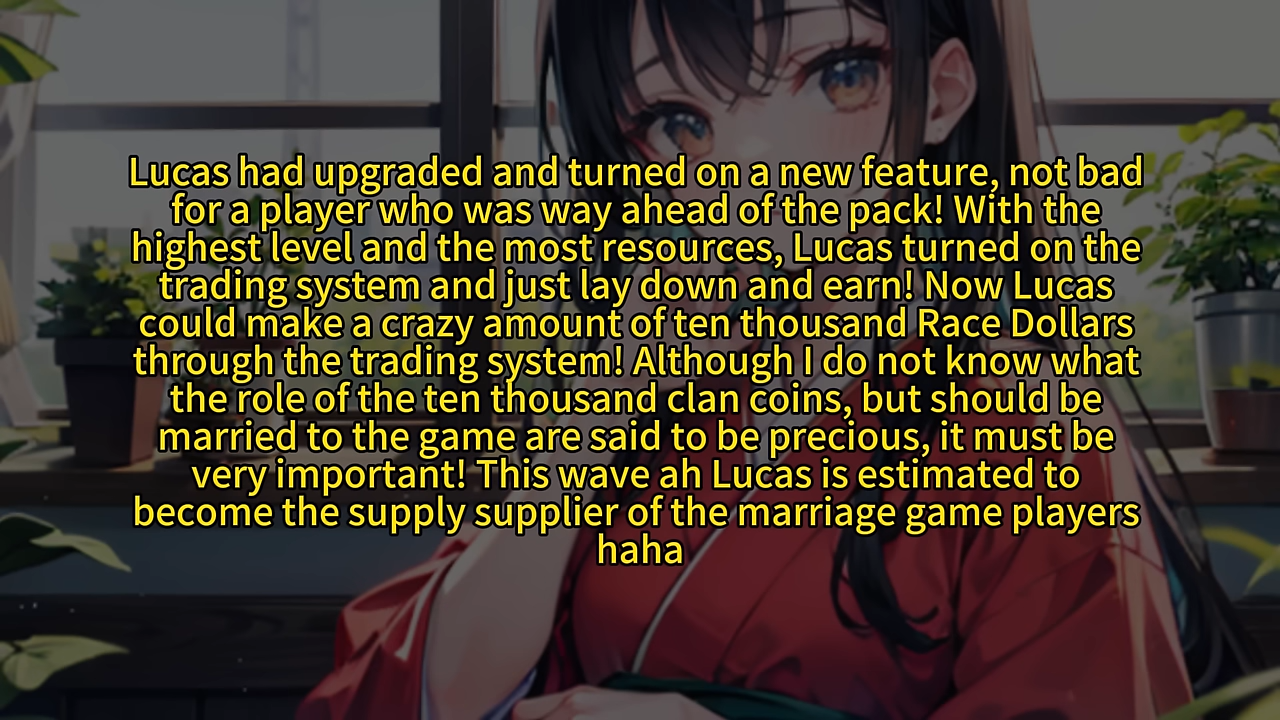 Lucas had upgraded and turned on a new feature, not bad
for a player who was way ahead of the pack! With the
highest level and the most resources, Lucas turned on the
trading system and just lay down and earn! Now Lucas
could make a crazy amount of ten thousand Race Dollars
through the trading system! Although I do not know what
the role of the ten thousand clan coins, but should be
married to the game are said to be precious, it must be
very important! This wave ah Lucas is estimated to
become the supply supplier of the marriage game players
haha